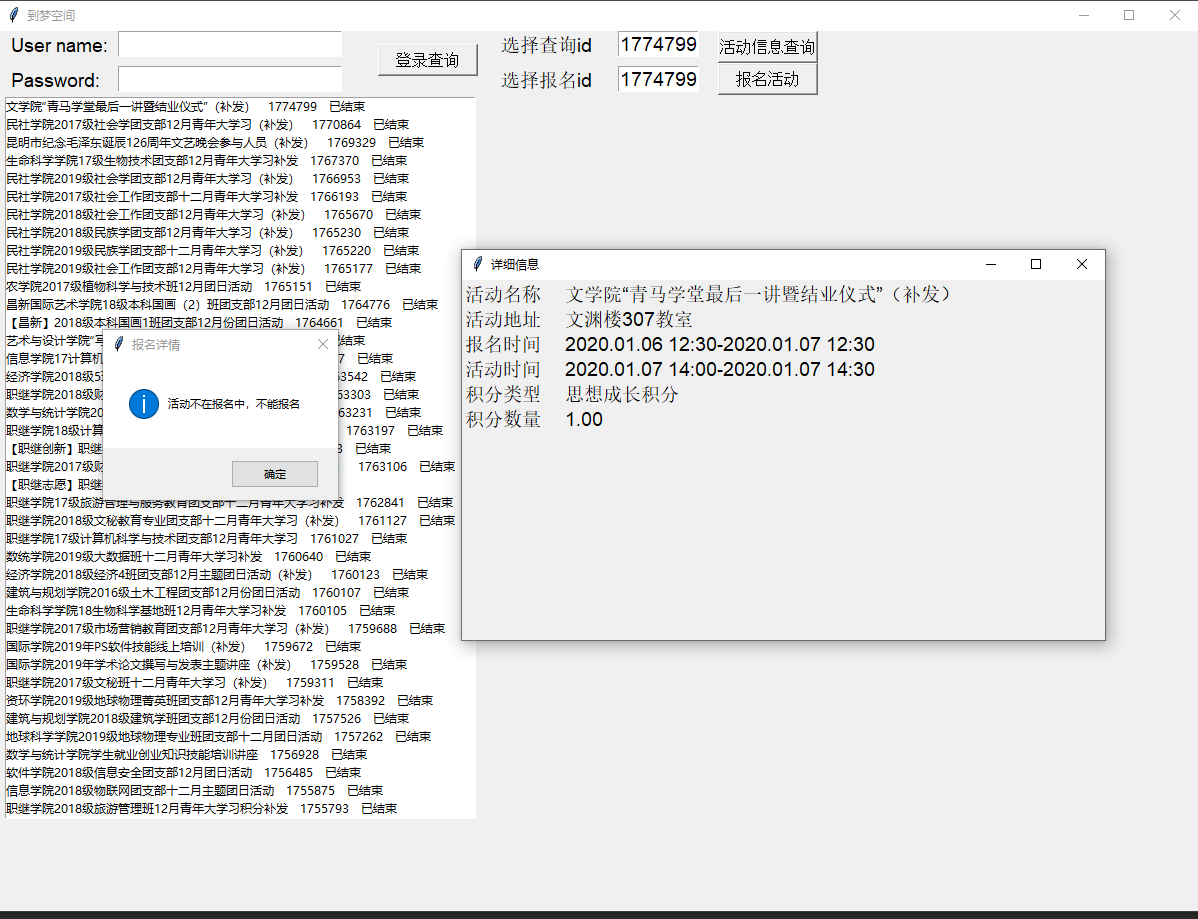 到梦空间
User name:
登录查询
选择查询id 1774799 活动信息查询
Password:
选择报名id 1774799 报名活动
文学院“青马学堂最后一讲暨结业仪式”（补发） 1774799 已结束
民社学院2017级社会学团支部12月青年大学习（补发） 1770864 已结束
昆明市纪念毛泽东诞辰126周年文艺晚会参与人员（补发） 1769329 已结束
生命科学学院17级生物技术团支部12月青年大学习补发 1767370 已结束
民社学院2019级社会学团支部12月青年大学习（补发） 1766953 已结束
民社学院2017级社会工作团支部十二月青年大学习补发 1766193 已结束
民社学院2018级社会工作团支部12月青年大学习（补发） 1765670 已结束
民社学院2018级民族学团支部12月青年大学习（补发） 1765230 已结束
民社学院2019级民族学团支部十二月青年大学习（补发） 1765220 已结束
民社学院2019级社会工作团支部12月青年大学习（补发） 1765177 已结束
农学院2017级植物科学与技术班12月团日活动 1765151 已结束
昌新国际艺术学院18级本科国画（2）班团支部12月团日活动 1764776 已结束
【昌新】2018级本科国画1班团支部12月份团日活动 1764661 已结束
艺术与设计学院“写 已结束
信息学院17计算机 7 已结束
经济学院2018级5班 63542 已结束
职继学院2018级财 63303 已结束
数学与统计学院20 63231 已结束
职继学院18级计算 1763197 已结束
【职继创新】职继 3 已结束
职继学院2017级财 1763106 已结束
【职继志愿】职继
职继学院17级旅游管理与服务教育团支部十二月青年大学习补发 1762841 已结束
职继学院2018级文秘教育专业团支部十二月青年大学习（补发） 1761127 已结束
职继学院17级计算机科学与技术团支部12月青年大学习 1761027 已结束
数统学院2019级大数据班十二月青年大学习补发 1760640 已结束
经济学院2018级经济4班团支部12月主题团日活动（补发） 1760123 已结束
建筑与规划学院2016级土木工程团支部12月份团日活动 1760107 已结束
生命科学学院18生物科学基地班12月青年大学习补发 1760105 已结束
职继学院2017级市场营销教育团支部12月青年大学习（补发） 1759688 已结束
国际学院2019年PS软件技能线上培训（补发） 1759672 已结束
国际学院2019年学术论文撰写与发表主题讲座（补发） 1759528 已结束
职继学院2017级文秘班十二月青年大学习（补发） 1759311 已结束
资环学院2019级地球物理菁英班团支部12月青年大学习补发 1758392 已结束
建筑与规划学院2018级建筑学班团支部12月份团日活动 1757526 已结束
地球科学学院2019级地球物理专业班团支部十二月团日活动 1757262 已结束
数学与统计学院学生就业创业知识技能培训讲座 1756928 已结束
软件学院2018级信息安全团支部12月团日活动 1756485 已结束
信息学院2018级物联网团支部十二月主题团日活动 1755875 已结束
职继学院2018级旅游管理班12月青年大学习积分补发 1755793 已结束
报名详情
活动不在报名中，不能报名
确定
详细信息
活动名称 文学院“青马学堂最后一讲暨结业仪式”（补发）
活动地址 文渊楼307教室
报名时间 2020.01.06 12:30-2020.01.07 12:30
活动时间 2020.01.07 14:00-2020.01.07 14:30
积分类型 思想成长积分
积分数量 1.00